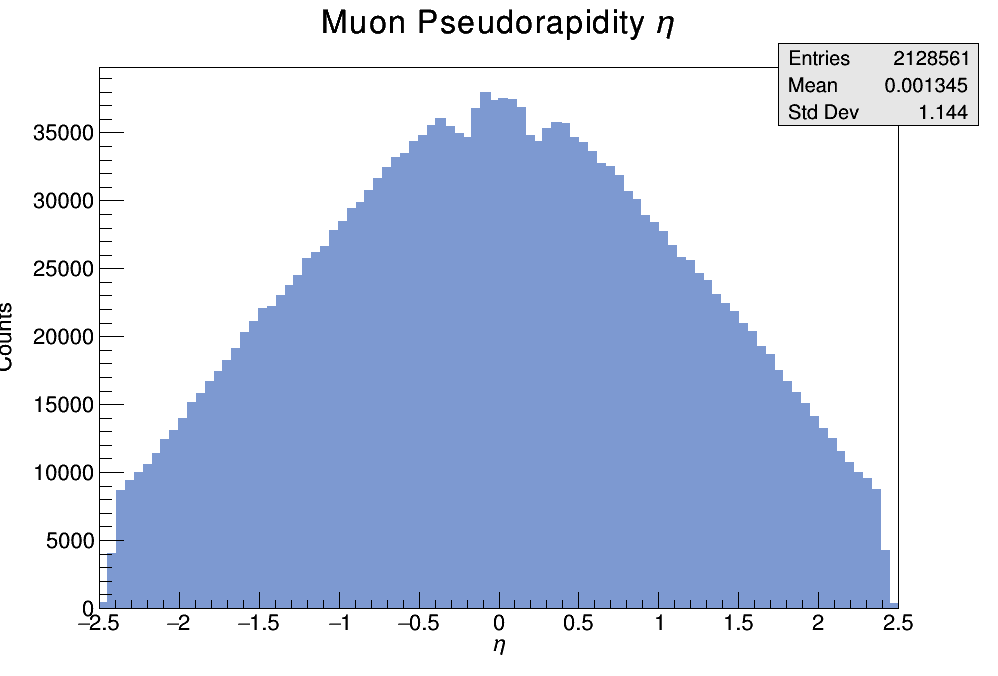 Muon Pseudorapidity η
Entries 2128561
Mean 0.001345
Std Dev 1.144
35000
30000
25000
20000
15000
10000
5000
0
Counts
−2.5 −2 −1.5 −1 −0.5 0 0.5 1 1.5 2 2.5
η